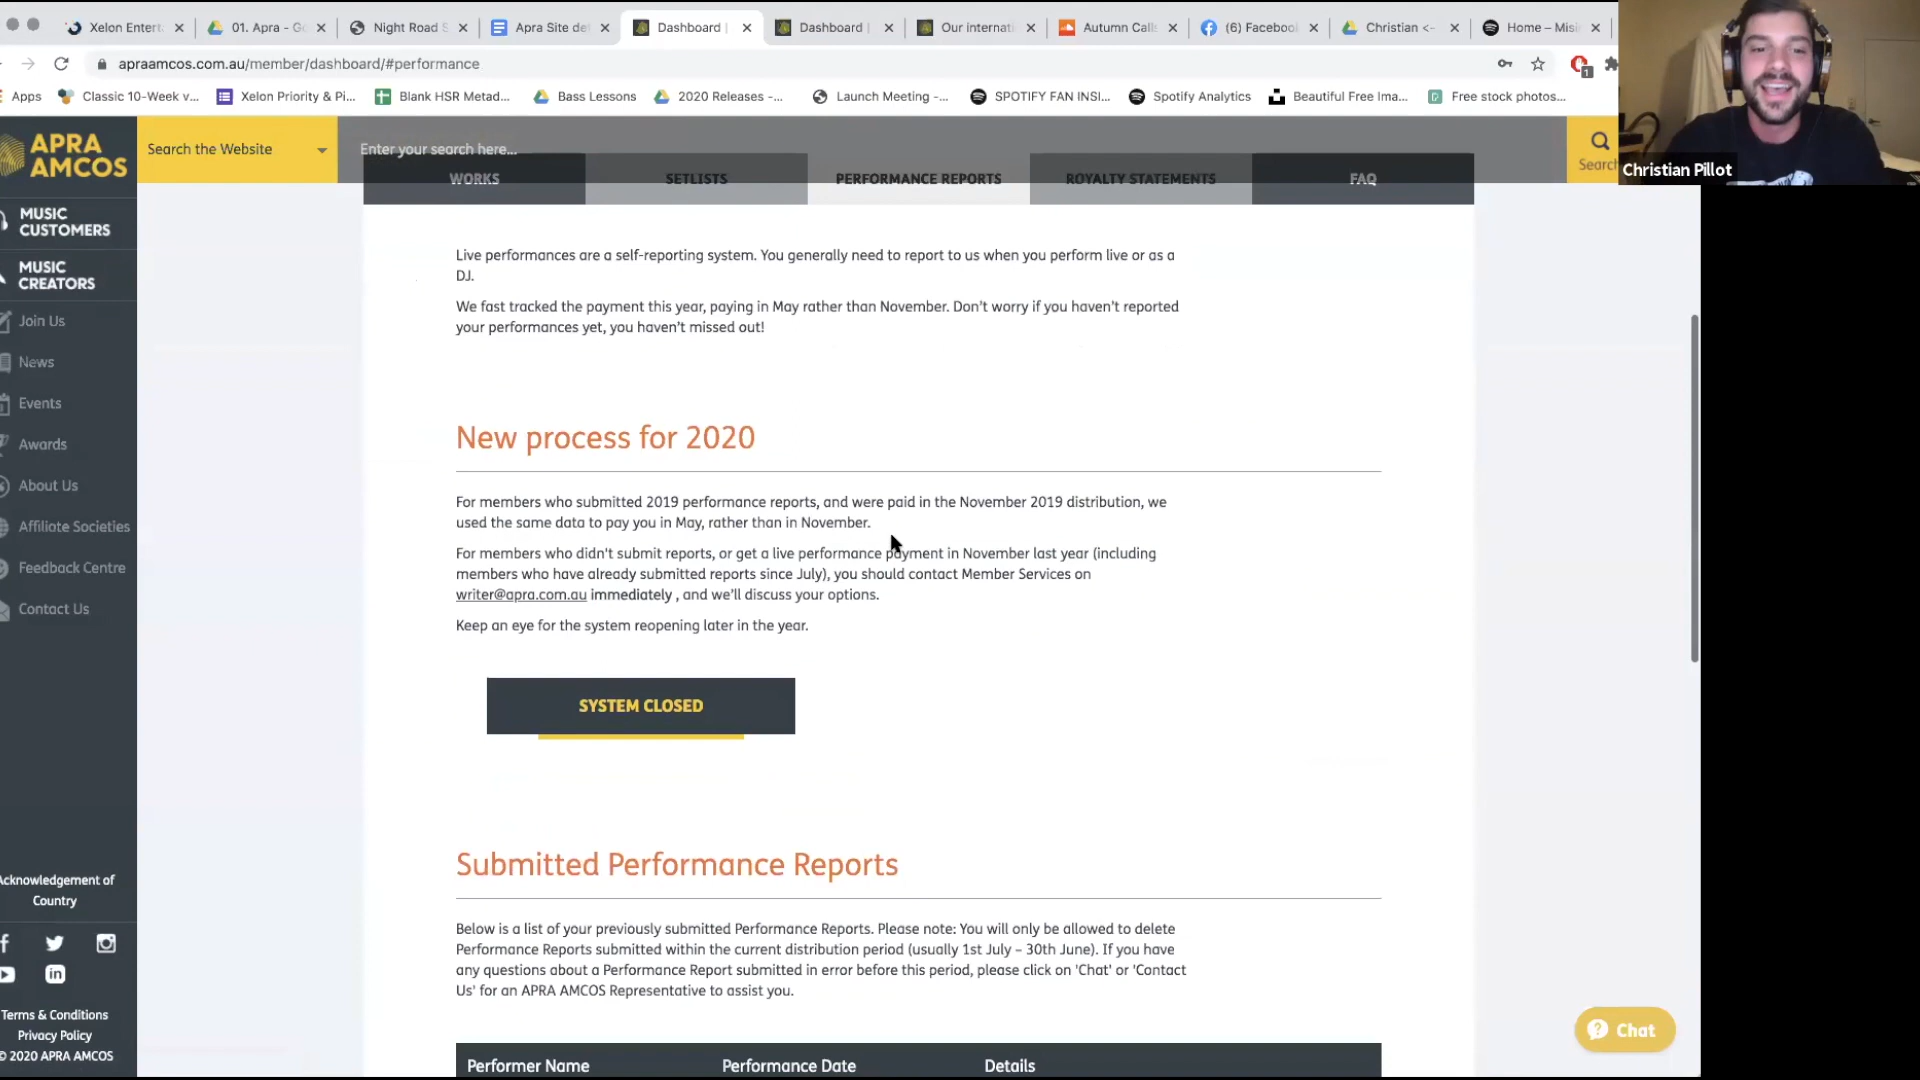 Xelon Entert
01. Apra - Go
Night Road S
Apra Site det
Dashboard |
Dashboard |
Our internati
Autumn Calls
(6) Facebook
Christian <-
Home – Misi
apraamcos.com.au/member/dashboard/#performance
Apps
Classic 10-Week v...
Xelon Priority & Pi...
Blank HSR Metad...
Bass Lessons
2020 Releases -...
Launch Meeting -...
SPOTIFY FAN INSI...
Spotify Analytics
Beautiful Free Ima...
Free stock photos...
APRA
AMCOS
Search the Website
Enter your search here...
Search
Christian Pillot
WORKS
SETLISTS
PERFORMANCE REPORTS
ROYALTY STATEMENTS
FAQ
MUSIC
CUSTOMERS
MUSIC
CREATORS
Join Us
News
Events
Awards
About Us
Affiliate Societies
Feedback Centre
Contact Us
Live performances are a self-reporting system. You generally need to report to us when you perform live or as a
DJ.
We fast tracked the payment this year, paying in May rather than November. Don't worry if you haven't reported
your performances yet, you haven't missed out!
New process for 2020
For members who submitted 2019 performance reports, and were paid in the November 2019 distribution, we
used the same data to pay you in May, rather than in November.
For members who didn't submit reports, or get a live performance payment in November last year (including
members who have already submitted reports since July), you should contact Member Services on
writer@apra.com.au immediately , and we'll discuss your options.
Keep an eye for the system reopening later in the year.
SYSTEM CLOSED
Submitted Performance Reports
Below is a list of your previously submitted Performance Reports. Please note: You will only be allowed to delete
Performance Reports submitted within the current distribution period (usually 1st July – 30th June). If you have
any questions about a Performance Report submitted in error before this period, please click on 'Chat' or 'Contact
Us' for an APRA AMCOS Representative to assist you.
Performer Name
Performance Date
Details
Acknowledgement of
Country
Terms & Conditions
Privacy Policy
© 2020 APRA AMCOS
Chat